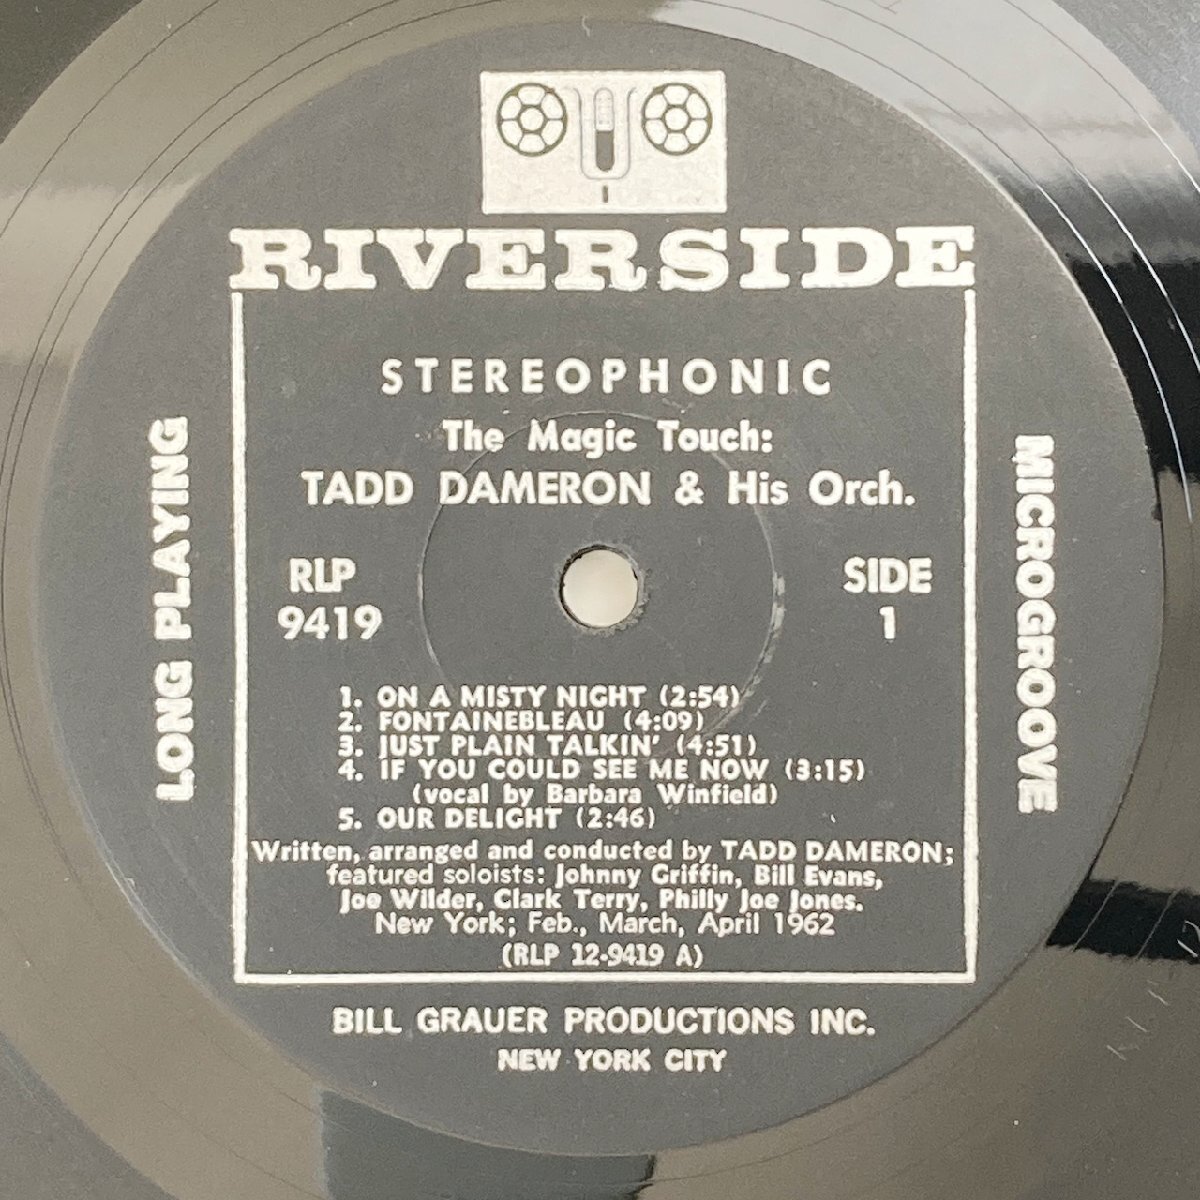 RIVERSIDE
STEREOPHONIC
The Magic Touch:
TADD DAMERON & His Orch.
RLP
9419
SIDE
1
LONG PLAYING
MICROGROOVE
1. ON A MISTY NIGHT (2:54)
2. FONTAINEBLEAU (4:09)
3. JUST PLAIN TALKIN' (4:51)
4. IF YOU COULD SEE ME NOW (3:15)
(vocal by Barbara Winfield)
5. OUR DELIGHT (2:46)
Written, arranged and conducted by TADD DAMERON;
featured soloists: Johnny Griffin, Bill Evans,
Joe Wilder, Clark Terry, Philly Joe Jones.
New York; Feb., March, April 1962
(RLP 12-9419 A)
BILL GRAUER PRODUCTIONS INC.
NEW YORK CITY